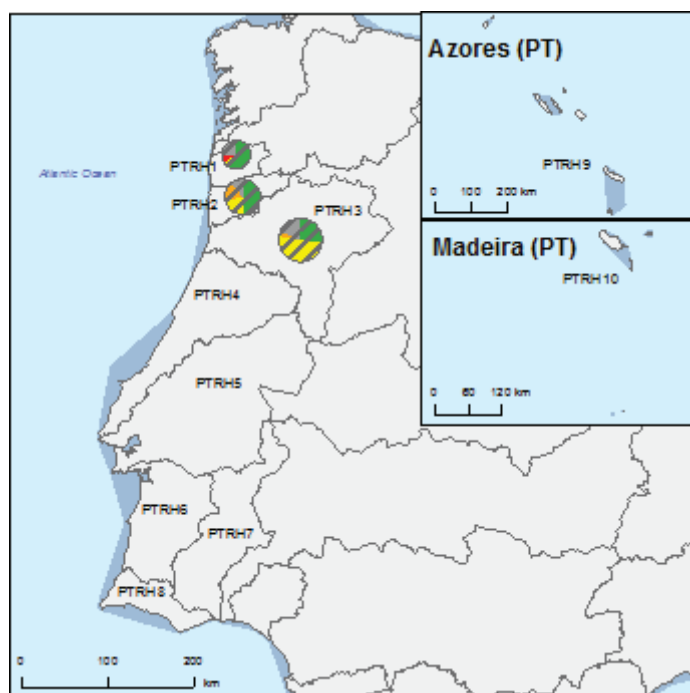 Azores (PT)
PTRH9
0 100 200 km
Madeira (PT)
PTRH10
0 60 120 km
Atlantic Ocean
PTRH1
PTRH2
PTRH3
PTRH4
PTRH5
PTRH6
PTRH7
PTRH8
0 100 200
km